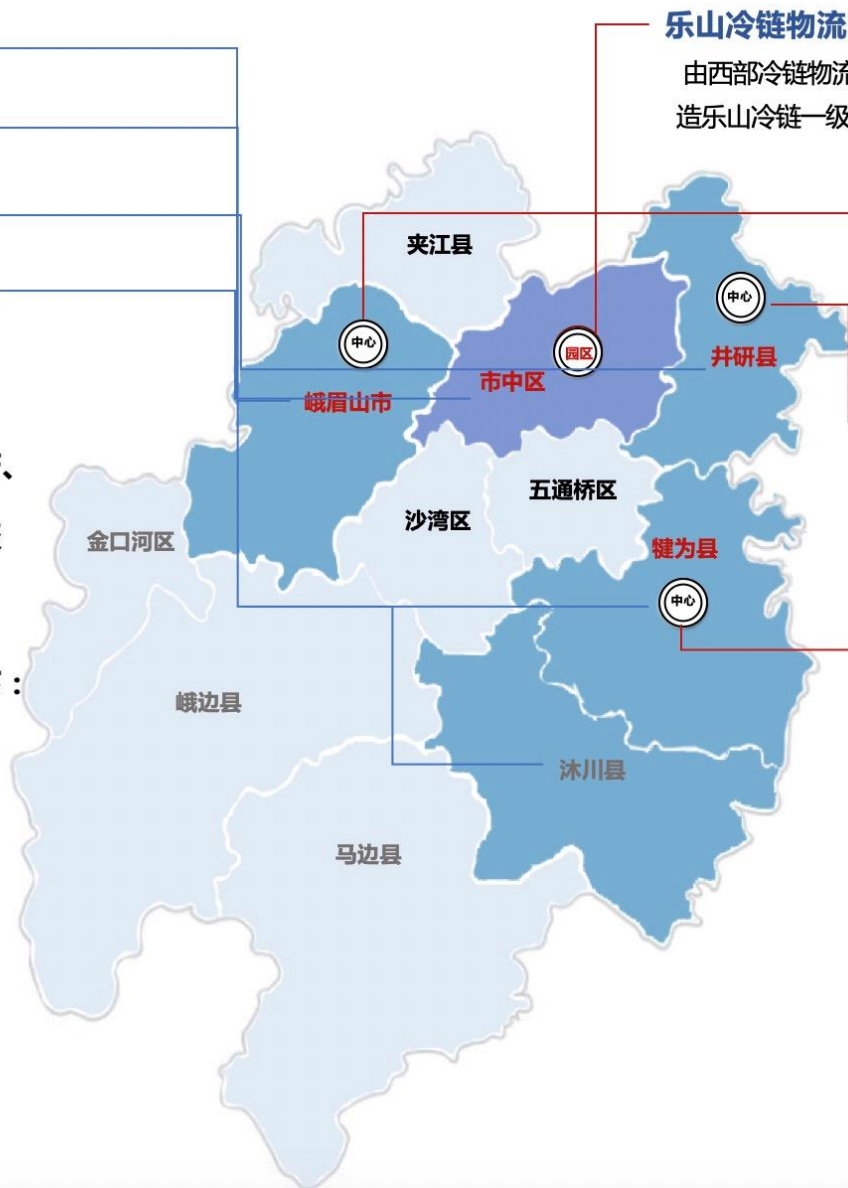 乐山冷链物流
由西部冷链物流
造乐山冷链一级
夹江县
中心
中心
园区
井研县
市中区
峨眉山市
、
五通桥区
沙湾区
金口河区
犍为县
中心
：
峨边县
沐川县
马边县